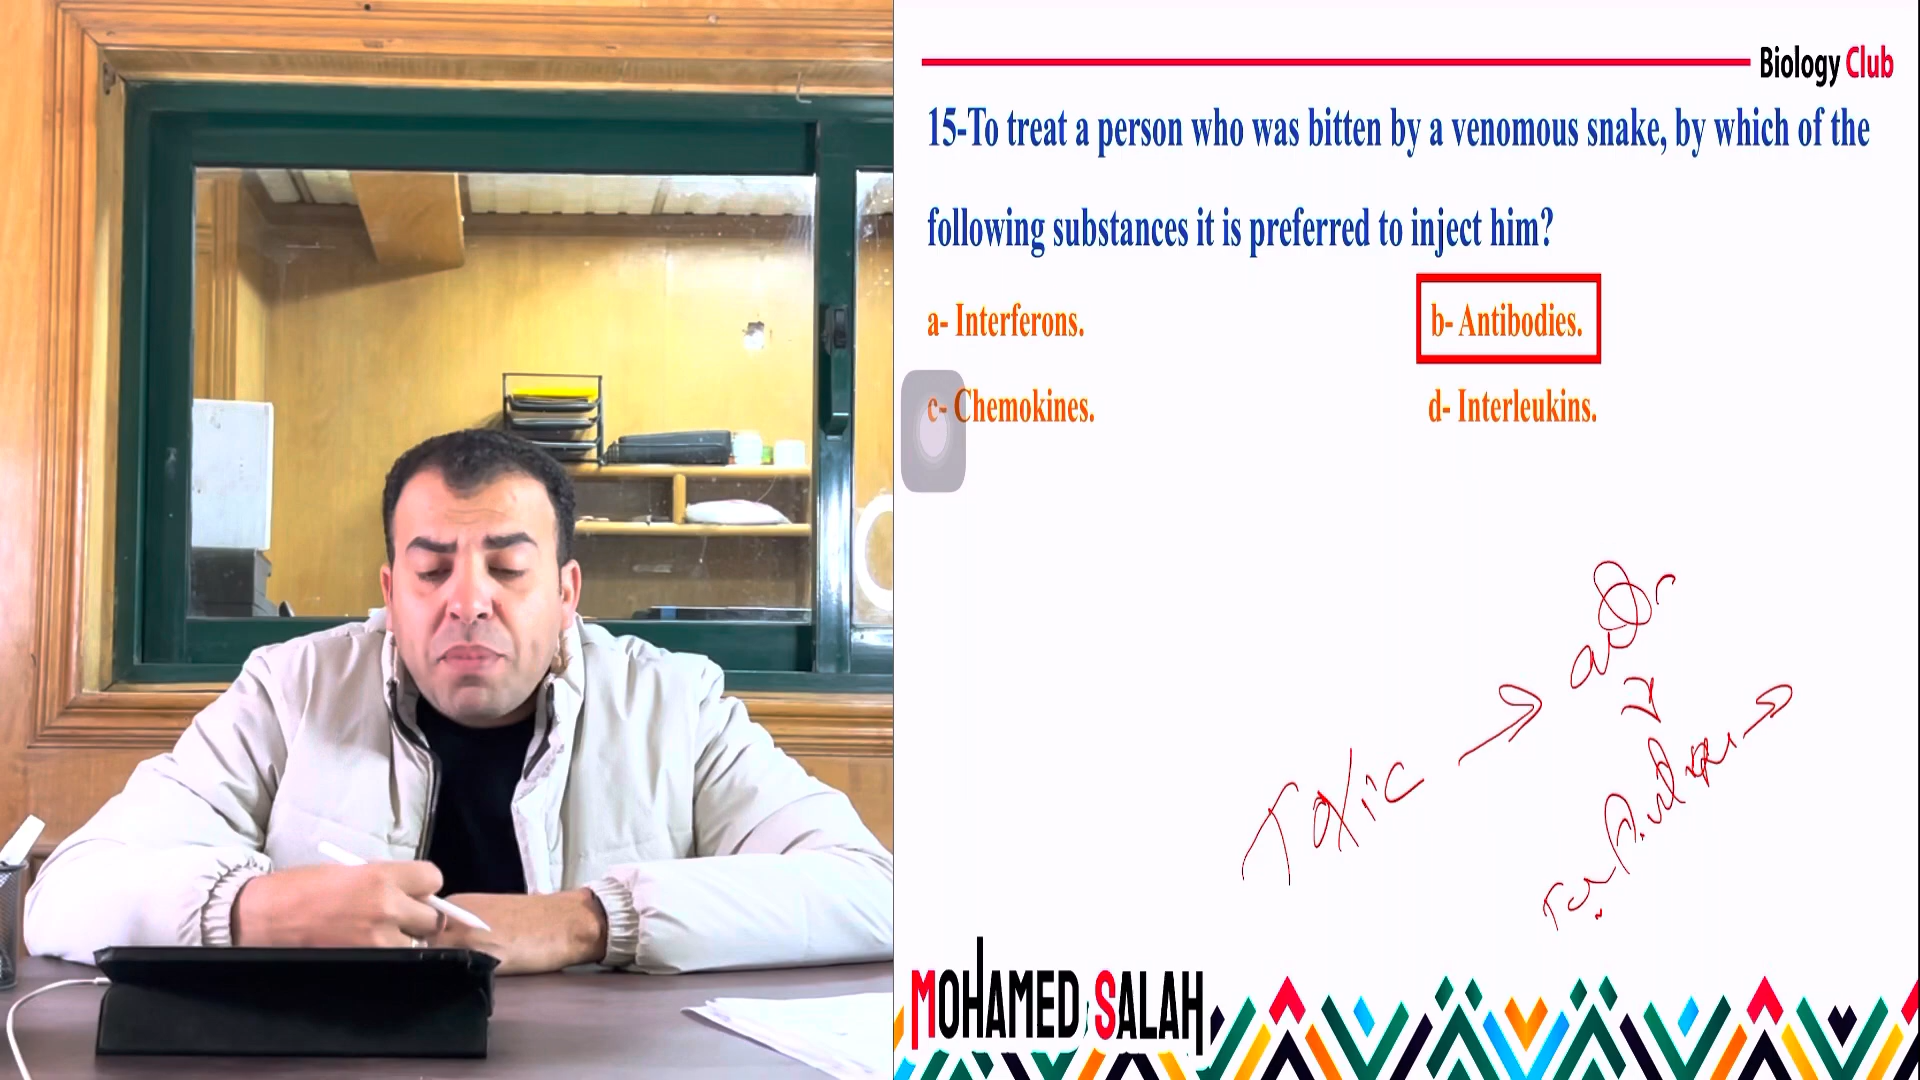 Biology Club
15-To treat a person who was bitten by a venomous snake, by which of the
following substances it is preferred to inject him?
a- Interferons.
b- Antibodies.
c- Chemokines.
d- Interleukins.
Toxic
MOHAMED SALAH